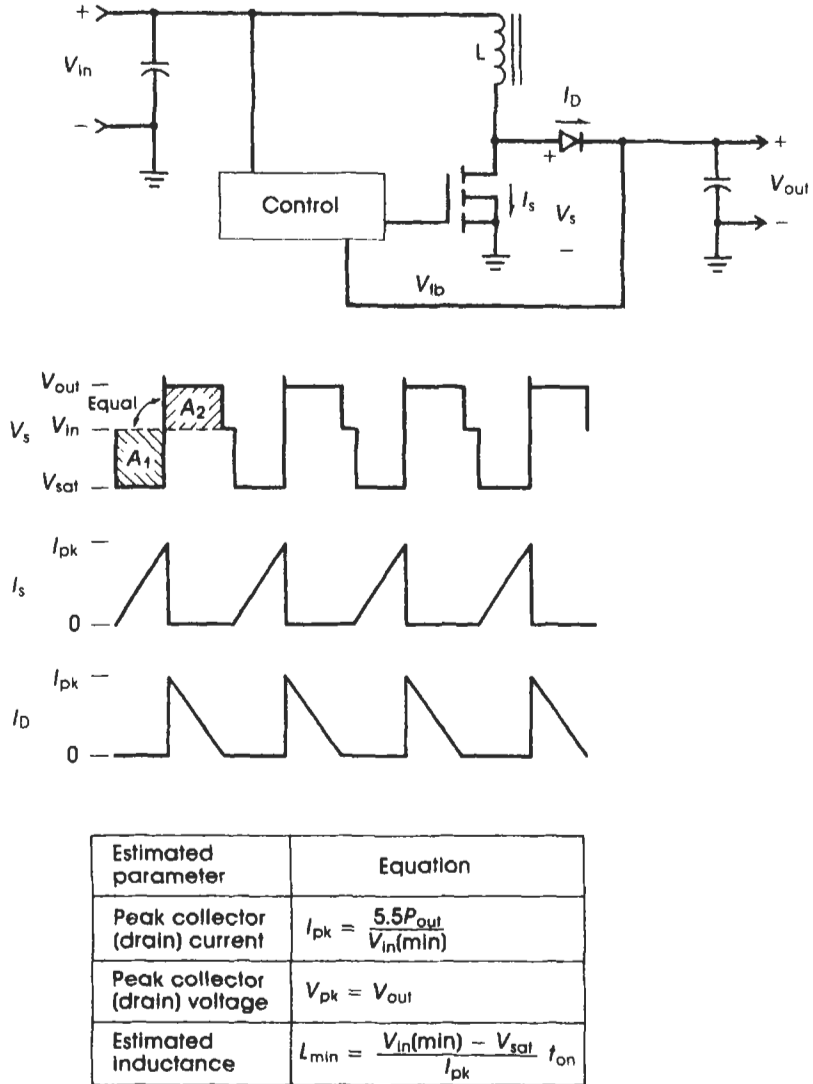 +
V_in
−
L
I_D
+
+
Control
I_s
V_s
−
V_out
−
V_fb
V_out
Equal
A_2
V_s
V_in
A_1
V_sat
I_pk
I_s
0
I_pk
I_D
0
Estimated parameter | Equation
Peak collector (drain) current | I_pk = 5.5P_out / V_in(min)
Peak collector (drain) voltage | V_pk = V_out
Estimated inductance | L_min = (V_in(min) − V_sat) / I_pk t_on